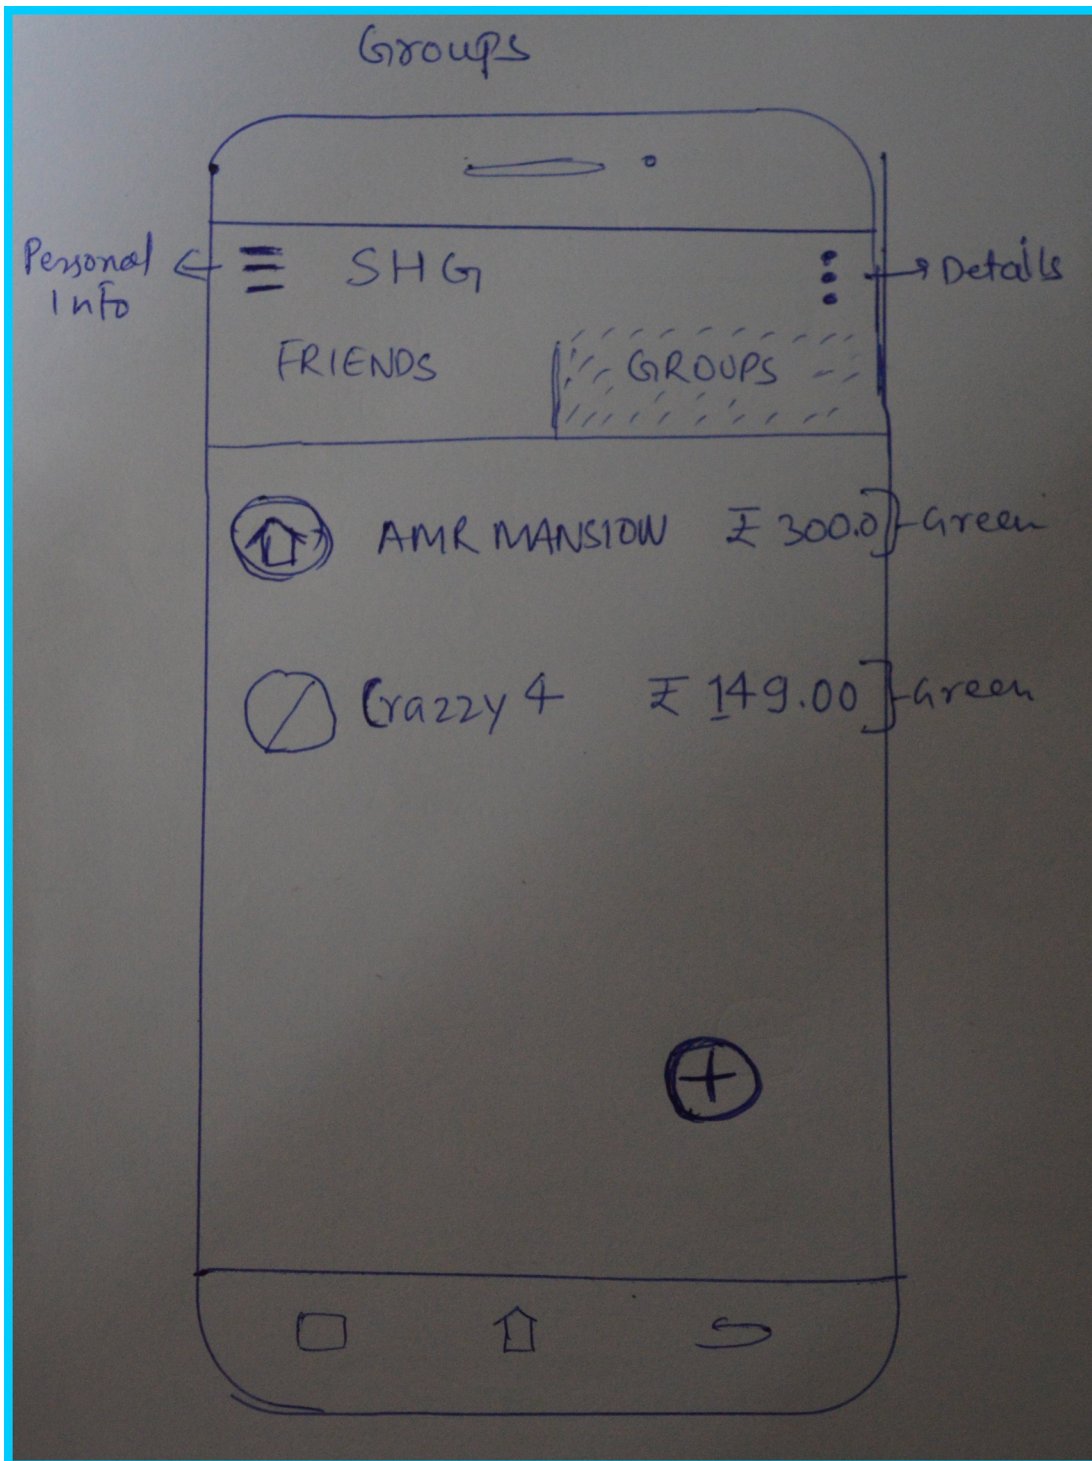 Groups
Personal Info
SHG
Details
FRIENDS
GROUPS
AMR MANSION ₹ 300.0 Green
Crazzy 4 ₹ 149.00 Green